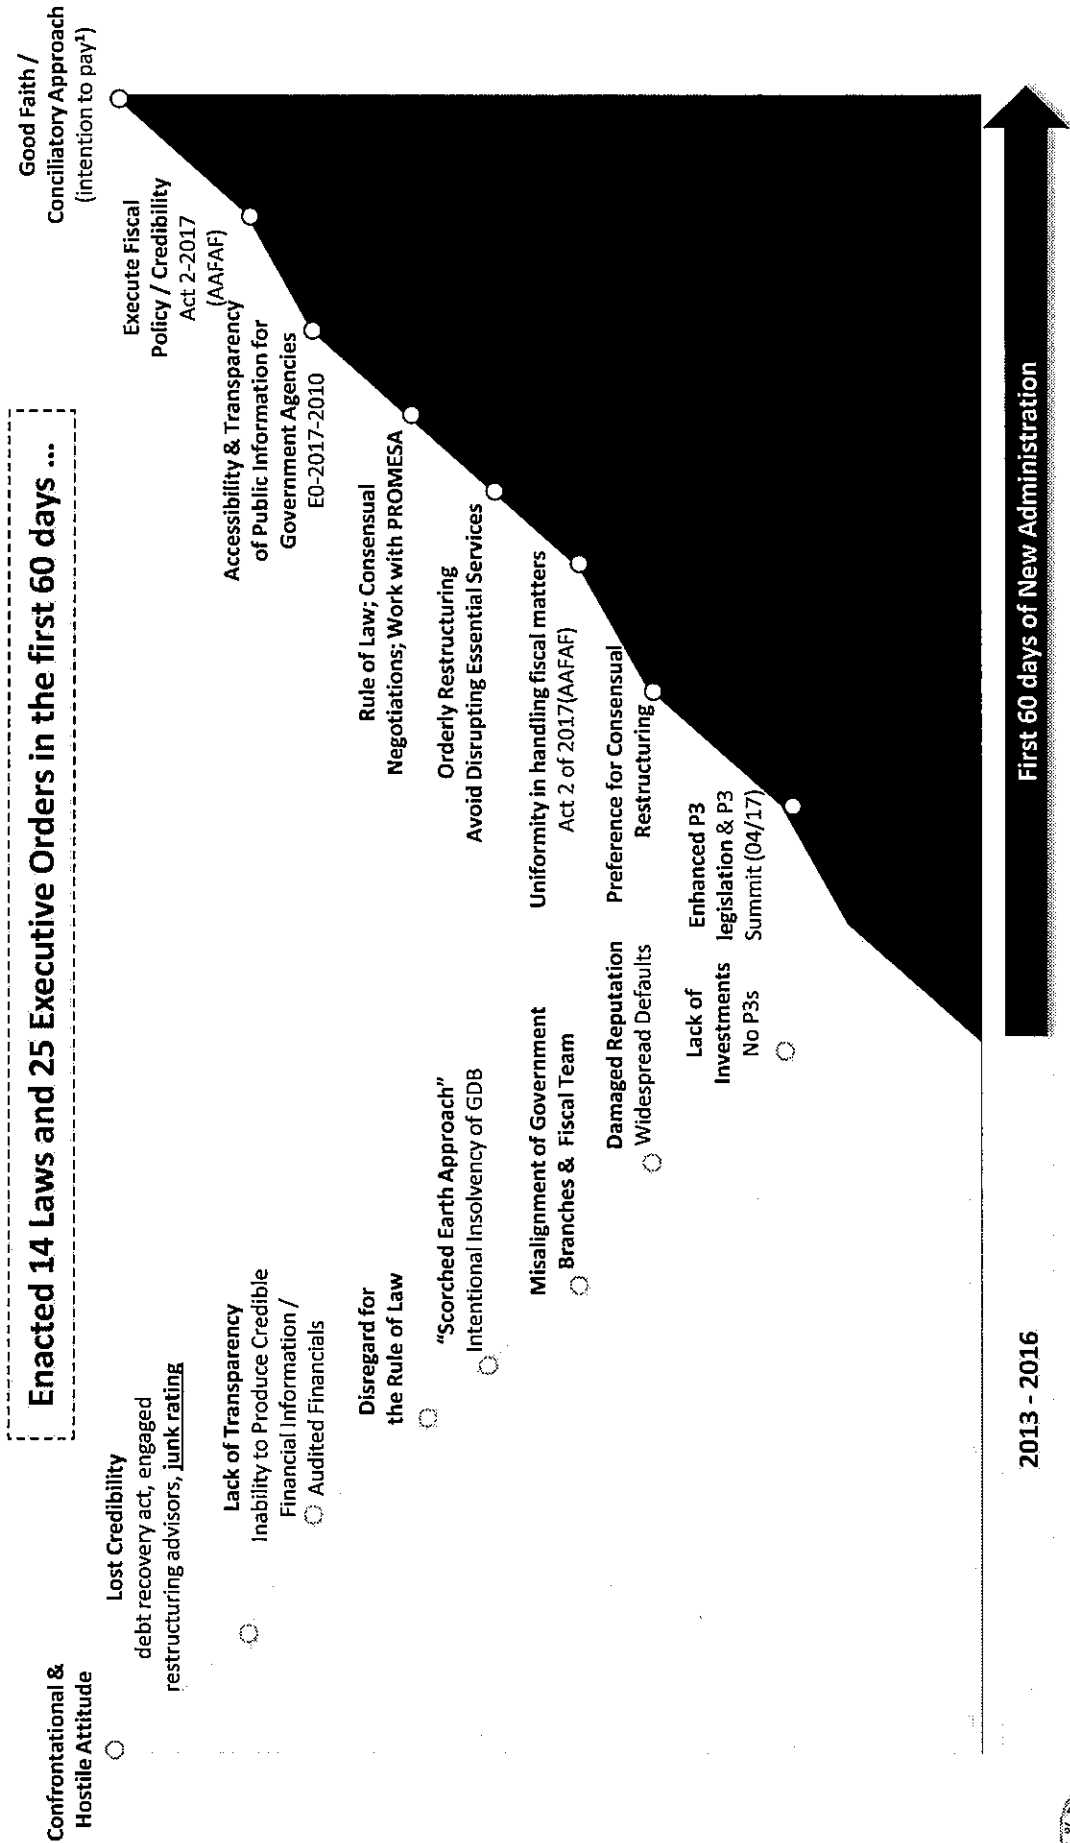 Enacted 14 Laws and 25 Executive Orders in the first 60 days ...
Confrontational &
Hostile Attitude
Lost Credibility
debt recovery act, engaged
restructuring advisors, junk rating
Lack of Transparency
Inability to Produce Credible
Financial Information /
Audited Financials
Disregard for
the Rule of Law
"Scorched Earth Approach"
Intentional Insolvency of GDB
Misalignment of Government
Branches & Fiscal Team
Damaged Reputation
Widespread Defaults
Lack of
Investments
No P3s
Enhanced P3
legislation & P3
Summit (04/17)
Preference for Consensual
Restructuring
Uniformity in handling fiscal matters
Act 2 of 2017(AAFAF)
Orderly Restructuring
Avoid Disrupting Essential Services
Rule of Law; Consensual
Negotiations; Work with PROMESA
Accessibility & Transparency
of Public Information for
Government Agencies
E0-2017-2010
Execute Fiscal
Policy / Credibility
Act 2-2017
(AAFAF)
Good Faith /
Conciliatory Approach
(intention to pay¹)
2013 - 2016
First 60 days of New Administration